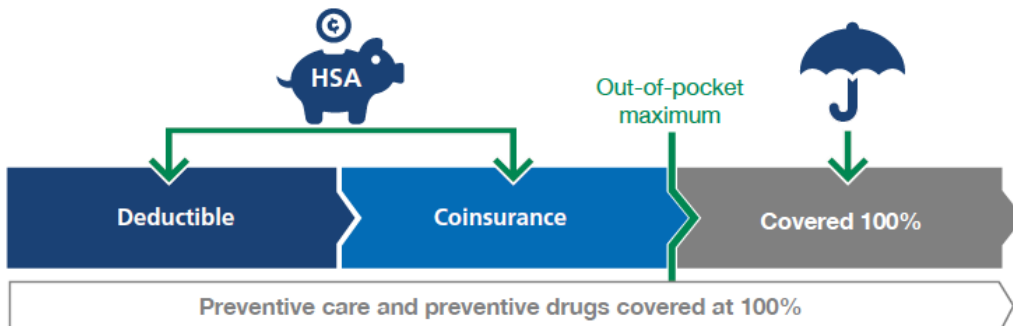 ¢
HSA
Out-of-pocket
maximum
Deductible
Coinsurance
Covered 100%
Preventive care and preventive drugs covered at 100%